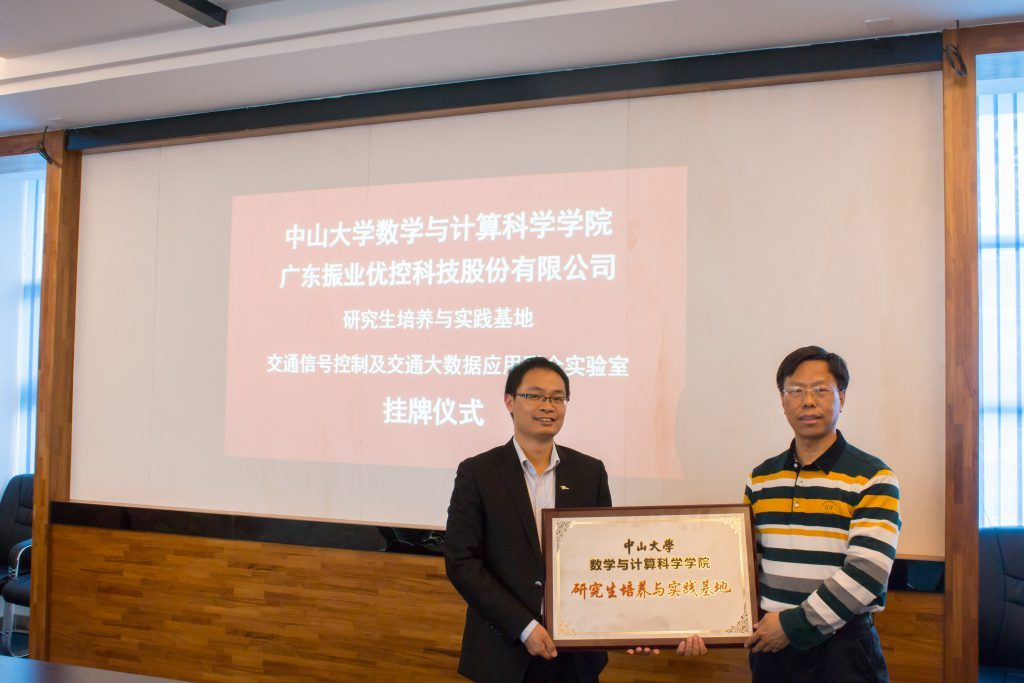 中山大学数学与计算科学学院
广东振业优控科技股份有限公司
研究生培养与实践基地
交通信号控制及交通大数据应用 实验室
挂牌仪式
中山大學
数学与计算科学学院
研究生培养与实践基地